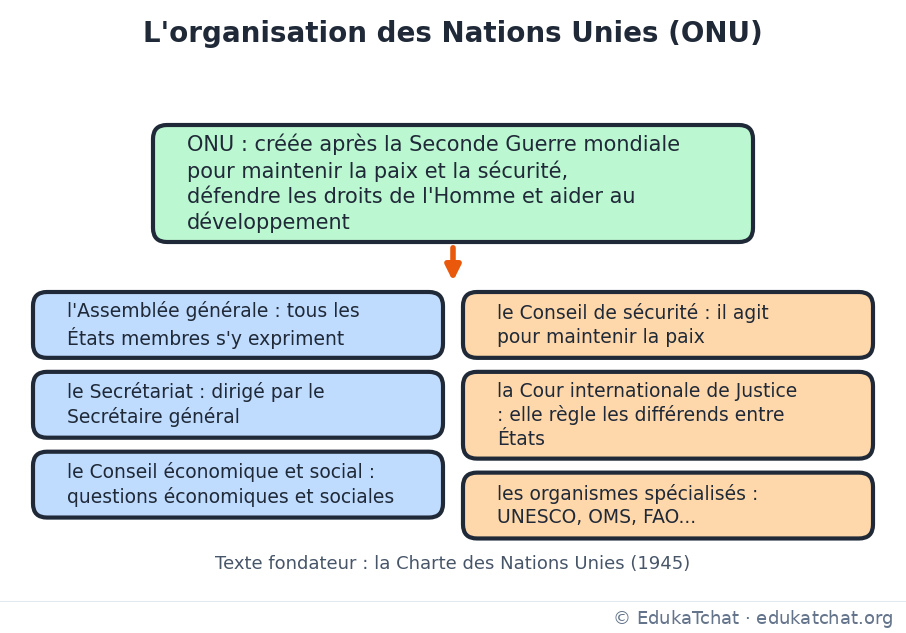 L'organisation des Nations Unies (ONU)
ONU : créée après la Seconde Guerre mondiale
pour maintenir la paix et la sécurité,
défendre les droits de l'Homme et aider au
développement
l'Assemblée générale : tous les
États membres s'y expriment
le Secrétariat : dirigé par le
Secrétaire général
le Conseil économique et social :
questions économiques et sociales
le Conseil de sécurité : il agit
pour maintenir la paix
la Cour internationale de Justice
: elle règle les différends entre
États
les organismes spécialisés :
UNESCO, OMS, FAO...
Texte fondateur : la Charte des Nations Unies (1945)
© EdukaTchat · edukatchat.org